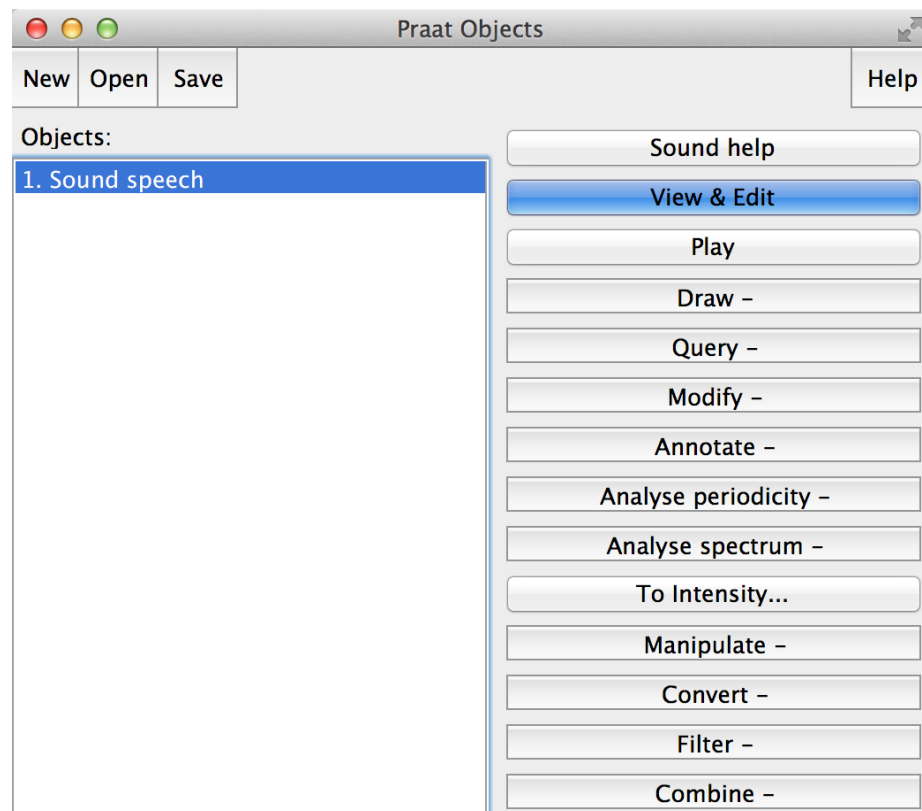 Praat Objects
New Open Save Help
Objects:
1. Sound speech
Sound help
View & Edit
Play
Draw –
Query –
Modify –
Annotate –
Analyse periodicity –
Analyse spectrum –
To Intensity...
Manipulate –
Convert –
Filter –
Combine –